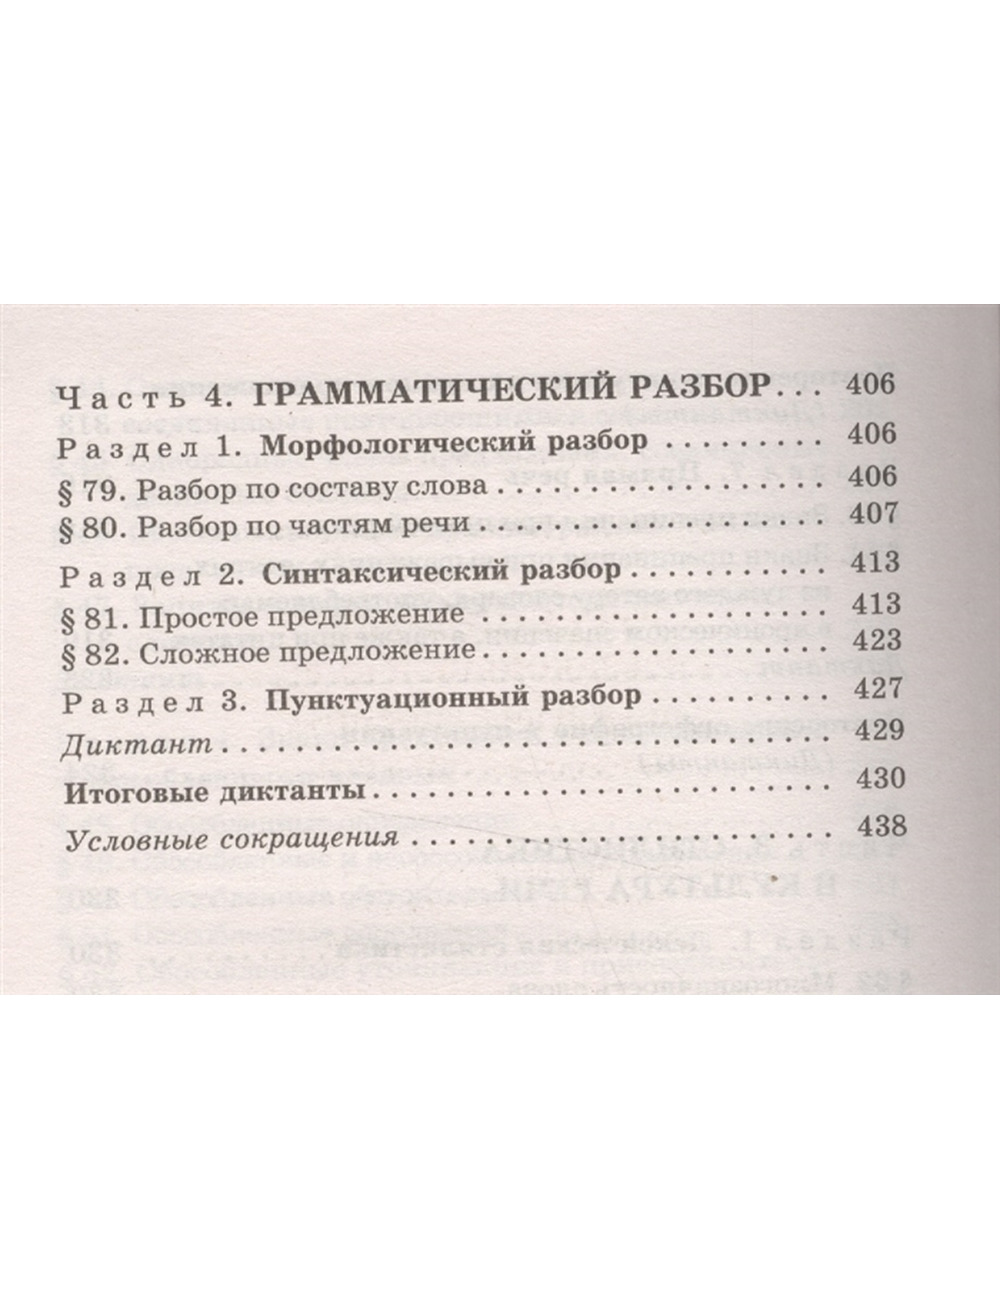 Часть 4. ГРАММАТИЧЕСКИЙ РАЗБОР... 406
Раздел 1. Морфологический разбор ......... 406
§ 79. Разбор по составу слова ................... 406
§ 80. Разбор по частям речи .................... 407
Раздел 2. Синтаксический разбор ........... 413
§ 81. Простое предложение ..................... 413
§ 82. Сложное предложение .................... 423
Раздел 3. Пунктуационный разбор .......... 427
Диктант ................................... 429
Итоговые диктанты .......................... 430
Условные сокращения ........................ 438